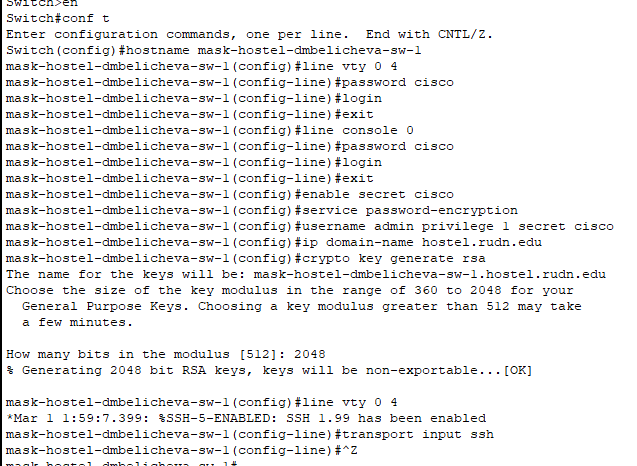 Switch>en
Switch#conf t
Enter configuration commands, one per line.  End with CNTL/Z.
Switch(config)#hostname mask-hostel-dmbelicheva-sw-1
mask-hostel-dmbelicheva-sw-1(config)#line vty 0 4
mask-hostel-dmbelicheva-sw-1(config-line)#password cisco
mask-hostel-dmbelicheva-sw-1(config-line)#login
mask-hostel-dmbelicheva-sw-1(config-line)#exit
mask-hostel-dmbelicheva-sw-1(config)#line console 0
mask-hostel-dmbelicheva-sw-1(config-line)#password cisco
mask-hostel-dmbelicheva-sw-1(config-line)#login
mask-hostel-dmbelicheva-sw-1(config-line)#exit
mask-hostel-dmbelicheva-sw-1(config)#enable secret cisco
mask-hostel-dmbelicheva-sw-1(config)#service password-encryption
mask-hostel-dmbelicheva-sw-1(config)#username admin privilege 1 secret cisco
mask-hostel-dmbelicheva-sw-1(config)#ip domain-name hostel.rudn.edu
mask-hostel-dmbelicheva-sw-1(config)#crypto key generate rsa
The name for the keys will be: mask-hostel-dmbelicheva-sw-1.hostel.rudn.edu
Choose the size of the key modulus in the range of 360 to 2048 for your
  General Purpose Keys. Choosing a key modulus greater than 512 may take
  a few minutes.
How many bits in the modulus [512]: 2048
% Generating 2048 bit RSA keys, keys will be non-exportable...[OK]
mask-hostel-dmbelicheva-sw-1(config)#line vty 0 4
*Mar 1 1:59:7.399: %SSH-5-ENABLED: SSH 1.99 has been enabled
mask-hostel-dmbelicheva-sw-1(config-line)#transport input ssh
mask-hostel-dmbelicheva-sw-1(config-line)#^Z
mask-hostel-dmbelicheva-sw-1#